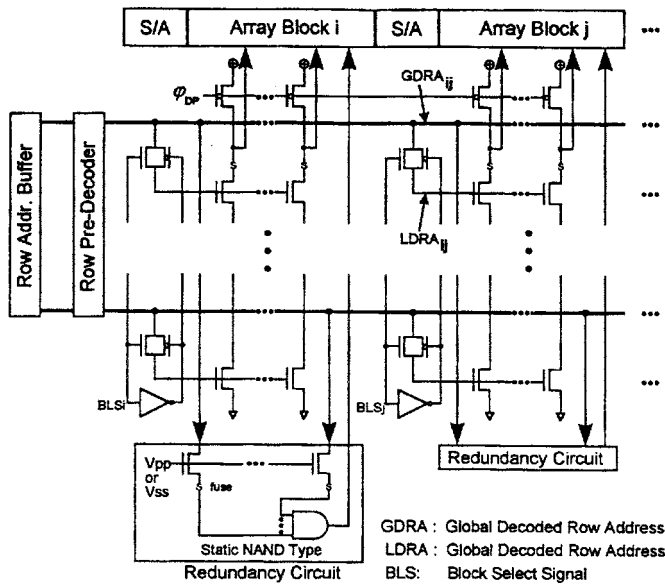 S/A Array Block i S/A Array Block j
φDP
GDRAij
S S S S
Row Addr. Buffer
Row Pre-Decoder
LDRAij
BLSi BLSj
Vpp
or
Vss
S fuse S
Static NAND Type
Redundancy Circuit
Redundancy Circuit
GDRA : Global Decoded Row Address
LDRA : Global Decoded Row Address
BLS: Block Select Signal